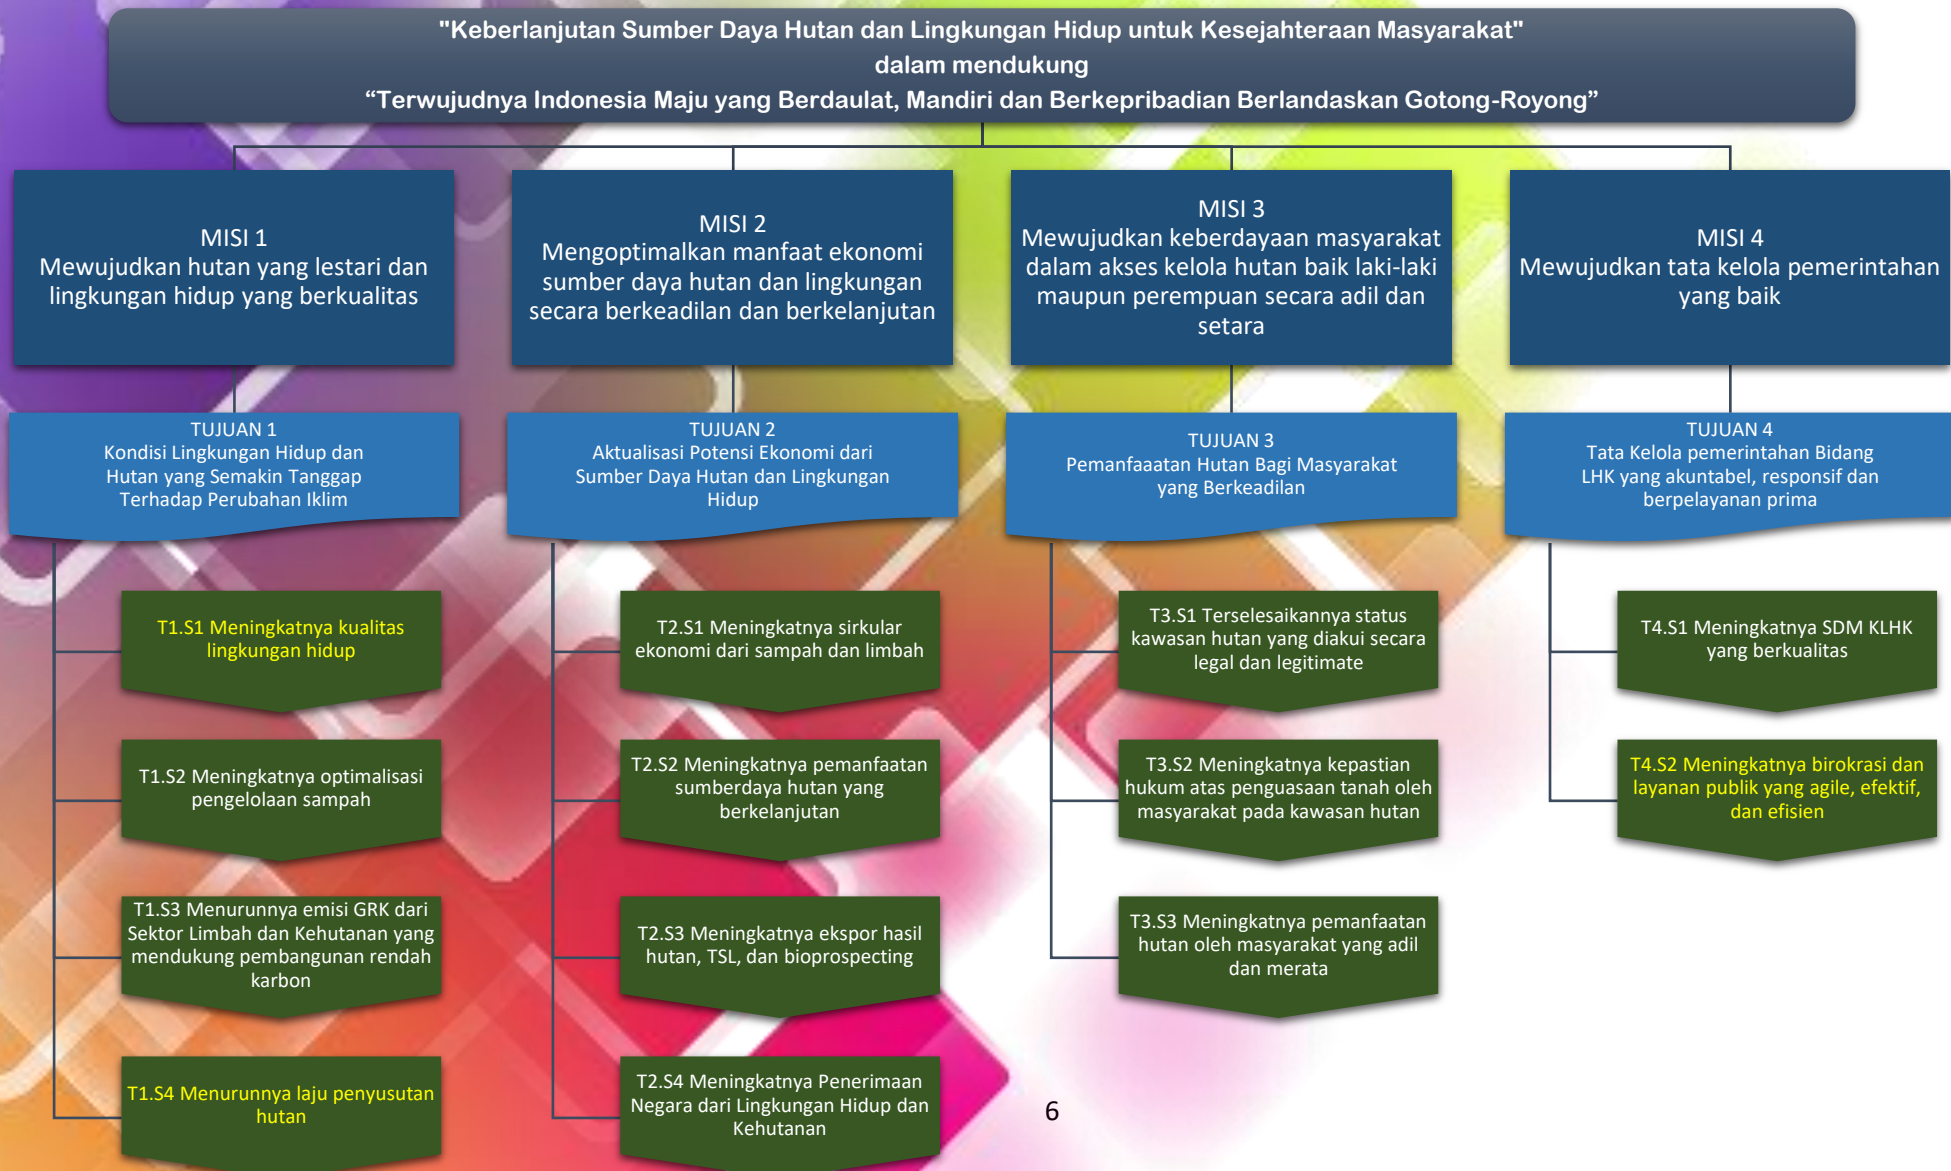 "Keberlanjutan Sumber Daya Hutan dan Lingkungan Hidup untuk Kesejahteraan Masyarakat"
dalam mendukung
“Terwujudnya Indonesia Maju yang Berdaulat, Mandiri dan Berkepribadian Berlandaskan Gotong-Royong”
MISI 1
Mewujudkan hutan yang lestari dan
lingkungan hidup yang berkualitas
MISI 2
Mengoptimalkan manfaat ekonomi
sumber daya hutan dan lingkungan
secara berkeadilan dan berkelanjutan
MISI 3
Mewujudkan keberdayaan masyarakat
dalam akses kelola hutan baik laki-laki
maupun perempuan secara adil dan
setara
MISI 4
Mewujudkan tata kelola pemerintahan
yang baik
TUJUAN 1
Kondisi Lingkungan Hidup dan
Hutan yang Semakin Tanggap
Terhadap Perubahan Iklim
TUJUAN 2
Aktualisasi Potensi Ekonomi dari
Sumber Daya Hutan dan Lingkungan
Hidup
TUJUAN 3
Pemanfaaatan Hutan Bagi Masyarakat
yang Berkeadilan
TUJUAN 4
Tata Kelola pemerintahan Bidang
LHK yang akuntabel, responsif dan
berpelayanan prima
T1.S1 Meningkatnya kualitas
lingkungan hidup
T1.S2 Meningkatnya optimalisasi
pengelolaan sampah
T1.S3 Menurunnya emisi GRK dari
Sektor Limbah dan Kehutanan yang
mendukung pembangunan rendah
karbon
T1.S4 Menurunnya laju penyusutan
hutan
T2.S1 Meningkatnya sirkular
ekonomi dari sampah dan limbah
T2.S2 Meningkatnya pemanfaatan
sumberdaya hutan yang
berkelanjutan
T2.S3 Meningkatnya ekspor hasil
hutan, TSL, dan bioprospecting
T2.S4 Meningkatnya Penerimaan
Negara dari Lingkungan Hidup dan
Kehutanan
T3.S1 Terselesaikannya status
kawasan hutan yang diakui secara
legal dan legitimate
T3.S2 Meningkatnya kepastian
hukum atas penguasaan tanah oleh
masyarakat pada kawasan hutan
T3.S3 Meningkatnya pemanfaatan
hutan oleh masyarakat yang adil
dan merata
T4.S1 Meningkatnya SDM KLHK
yang berkualitas
T4.S2 Meningkatnya birokrasi dan
layanan publik yang agile, efektif,
dan efisien
6